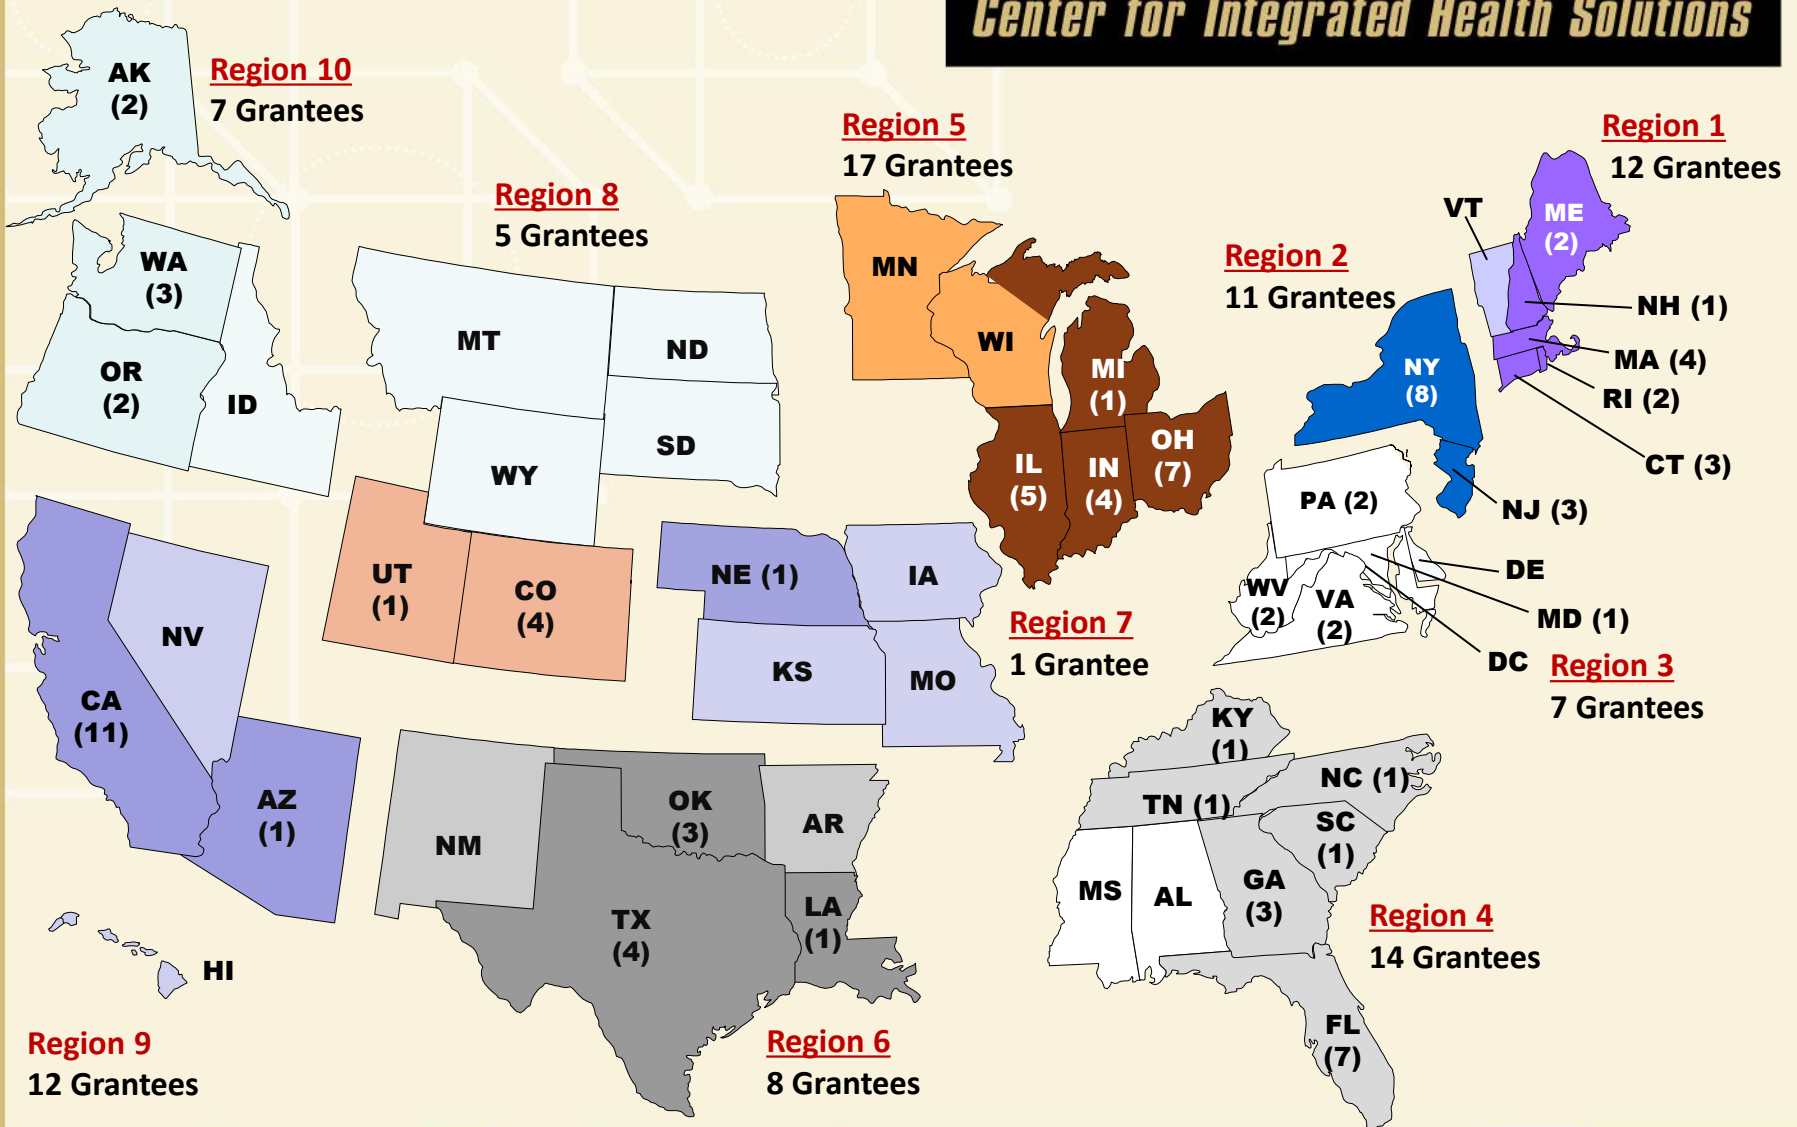 Center for Integrated Health Solutions
AK
(2)
Region 10
7 Grantees
WA
(3)
OR
(2)
ID
Region 8
5 Grantees
MT
ND
SD
WY
UT
(1)
CO
(4)
Region 5
17 Grantees
MN
WI
MI
(1)
IL
(5)
IN
(4)
OH
(7)
Region 1
12 Grantees
VT
ME
(2)
NH (1)
MA (4)
RI (2)
CT (3)
Region 2
11 Grantees
NY
(8)
NJ (3)
PA (2)
DE
MD (1)
DC
WV
(2)
VA
(2)
Region 3
7 Grantees
NE (1)
IA
KS
MO
Region 7
1 Grantee
NV
CA
(11)
AZ
(1)
HI
Region 9
12 Grantees
NM
OK
(3)
AR
TX
(4)
LA
(1)
Region 6
8 Grantees
KY
(1)
NC (1)
TN (1)
SC
(1)
MS
AL
GA
(3)
FL
(7)
Region 4
14 Grantees